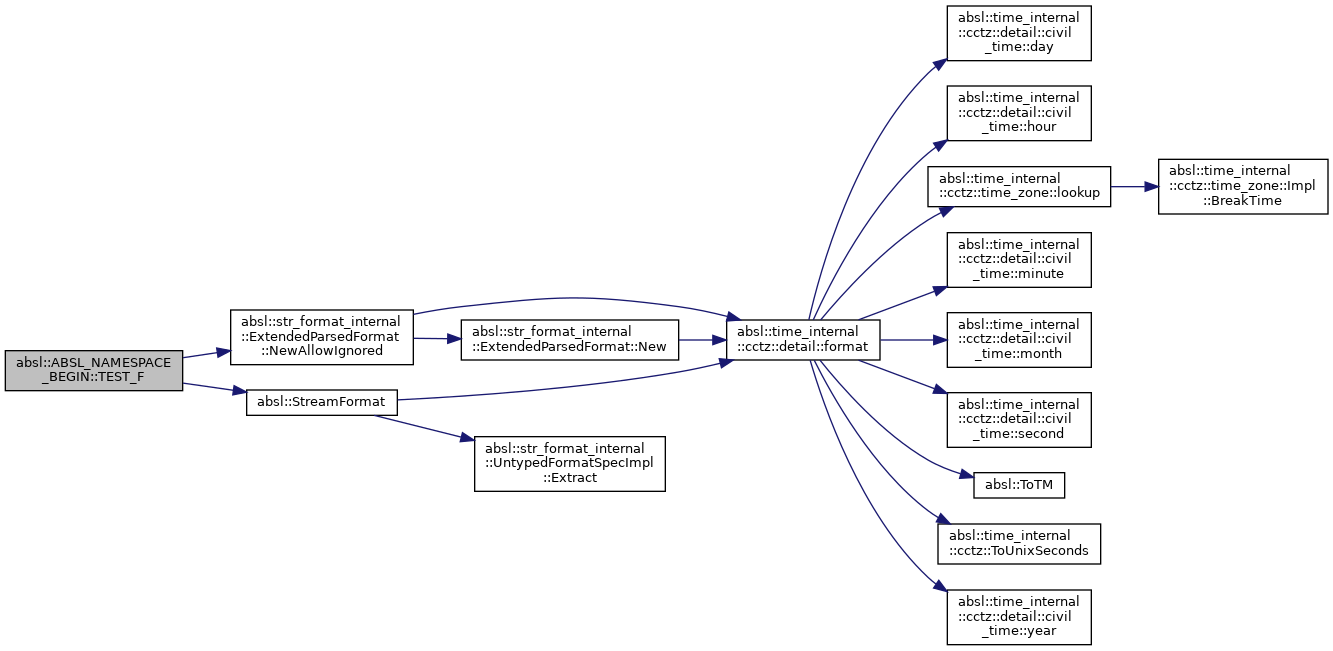 absl::ABSL_NAMESPACE
_BEGIN::TEST_F
absl::str_format_internal
::ExtendedParsedFormat
::NewAllowIgnored
absl::StreamFormat
absl::str_format_internal
::ExtendedParsedFormat::New
absl::str_format_internal
::UntypedFormatSpecImpl
::Extract
absl::time_internal
::cctz::detail::format
absl::time_internal
::cctz::detail::civil
_time::day
absl::time_internal
::cctz::detail::civil
_time::hour
absl::time_internal
::cctz::time_zone::lookup
absl::time_internal
::cctz::time_zone::Impl
::BreakTime
absl::time_internal
::cctz::detail::civil
_time::minute
absl::time_internal
::cctz::detail::civil
_time::month
absl::time_internal
::cctz::detail::civil
_time::second
absl::ToTM
absl::time_internal
::cctz::ToUnixSeconds
absl::time_internal
::cctz::detail::civil
_time::year